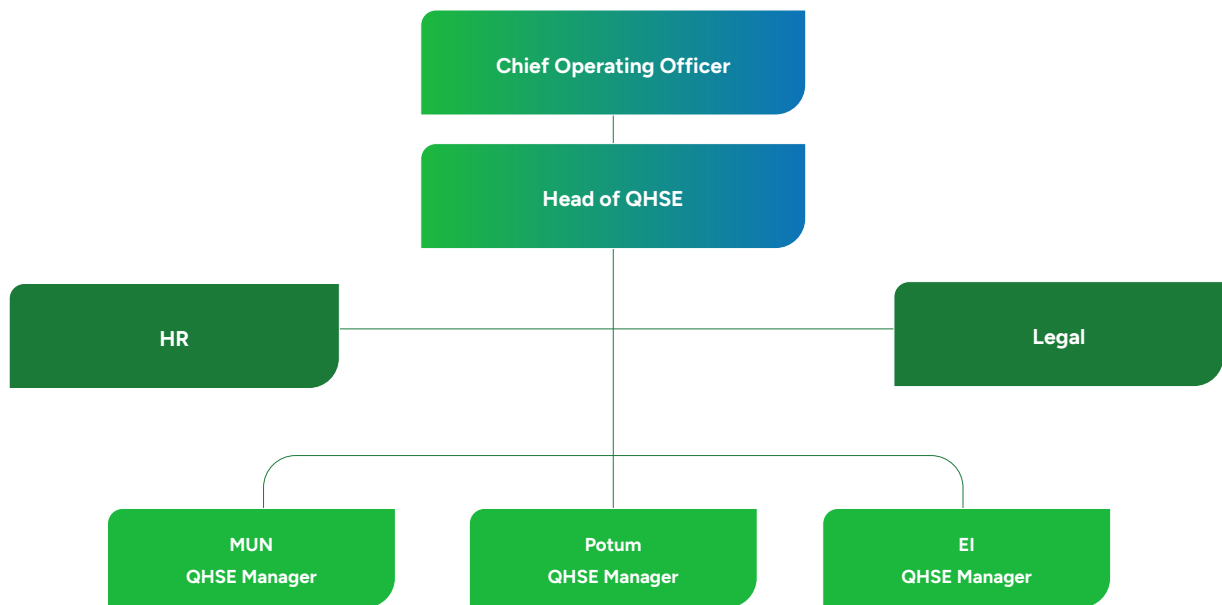 Chief Operating Officer
Head of QHSE
HR
Legal
MUN
QHSE Manager
Potum
QHSE Manager
EI
QHSE Manager